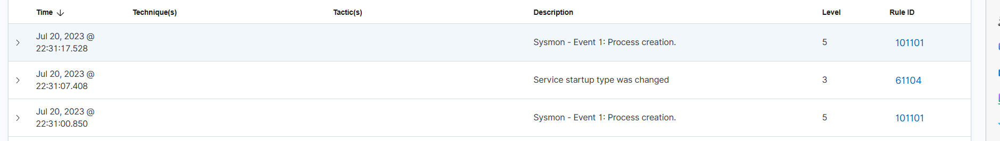 Time Technique(s) Tactic(s) Description Level Rule ID
Jul 20, 2023 @
22:31:17.528
Sysmon - Event 1: Process creation. 5 101101
Jul 20, 2023 @
22:31:07.408
Service startup type was changed 3 61104
Jul 20, 2023 @
22:31:00.850
Sysmon - Event 1: Process creation. 5 101101